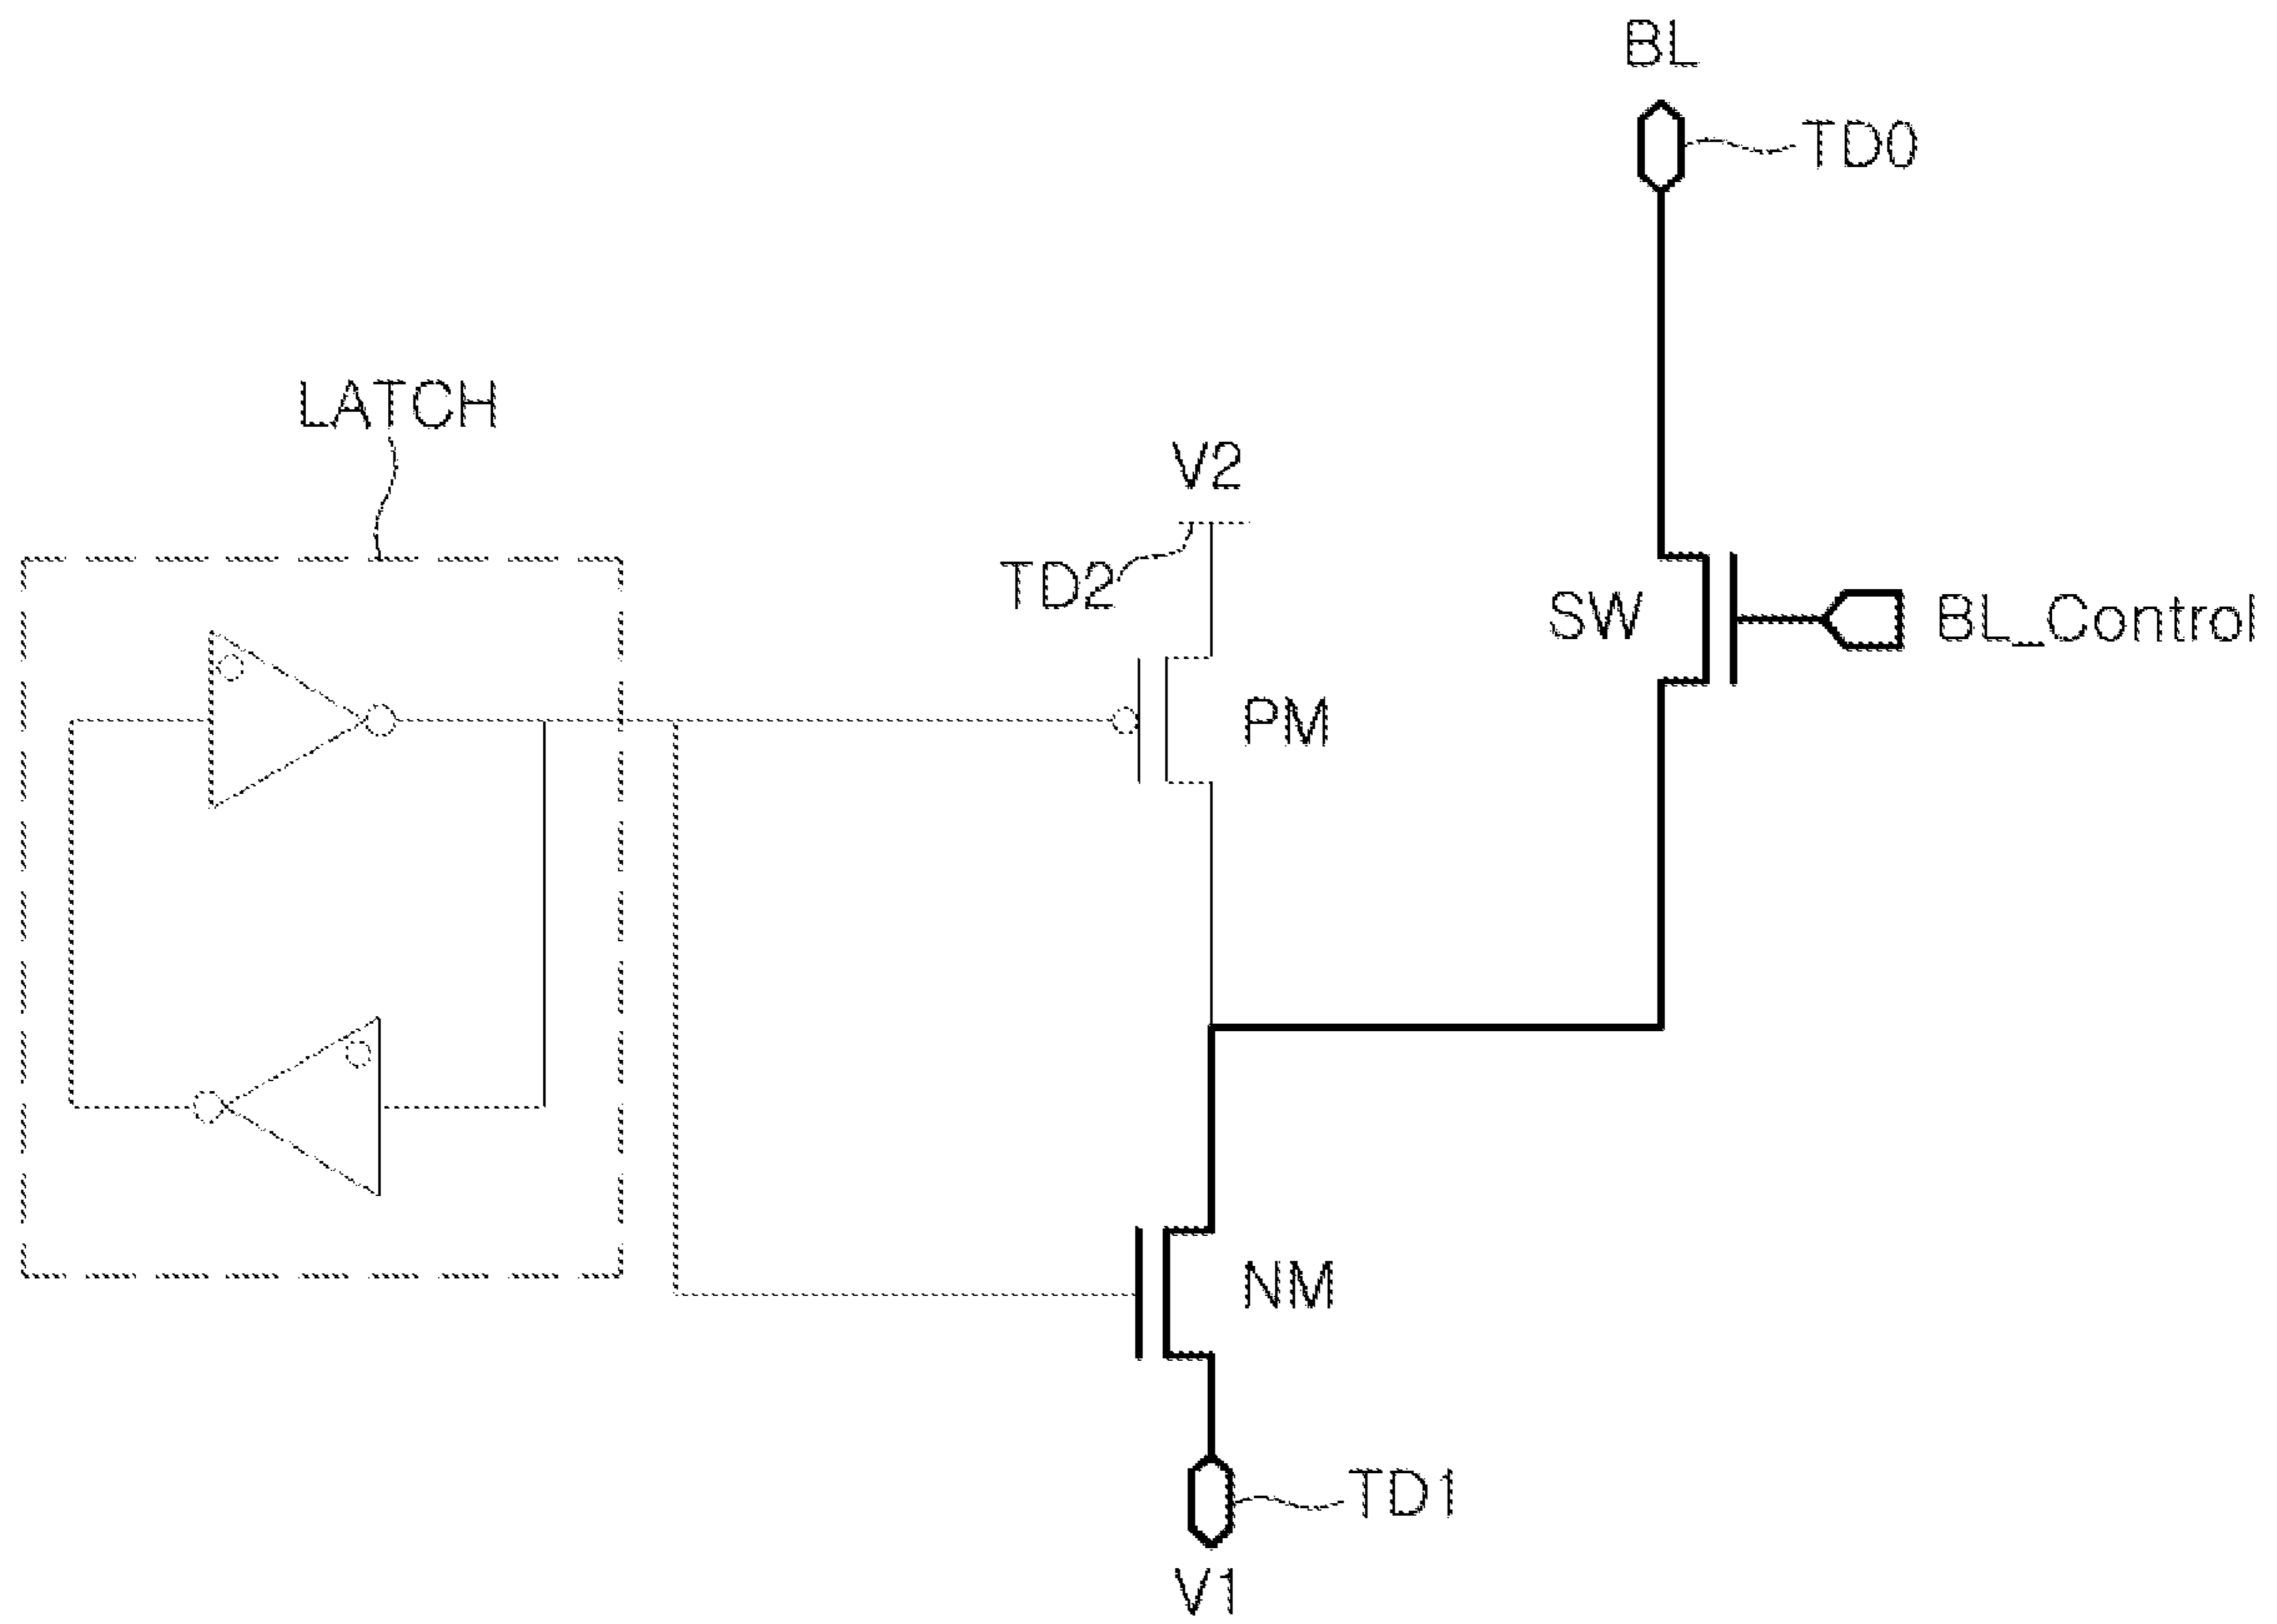 BL
TD0
LATCH
V2
TD2
SW
BL_Control
PM
NM
TD1
V1